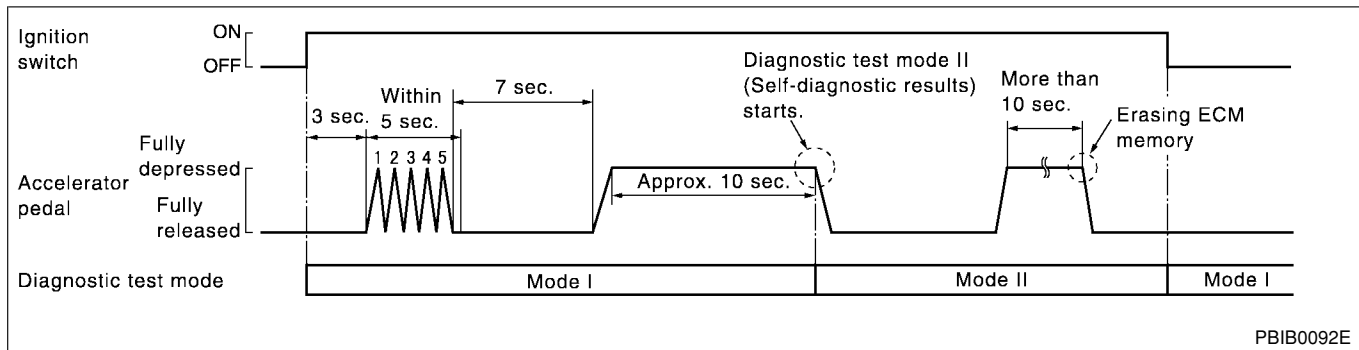 Ignition
switch
ON
OFF
3 sec.
Within
5 sec.
7 sec.
Diagnostic test mode II
(Self-diagnostic results)
starts.
More than
10 sec.
Erasing ECM
memory
Accelerator
pedal
Fully
depressed
Fully
released
1 2 3 4 5
Approx. 10 sec.
Diagnostic test mode
Mode I
Mode II
Mode I
PBIB0092E